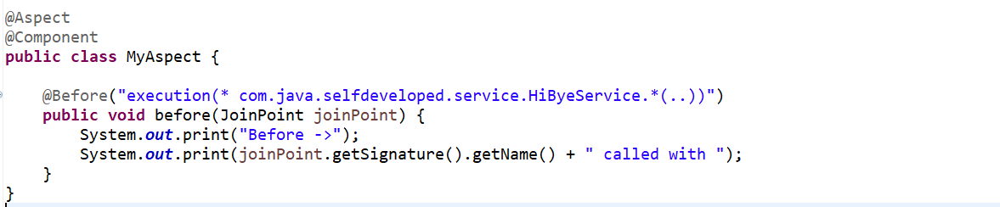 @Aspect
@Component
public class MyAspect {
@Before("execution(* com.java.selfdeveloped.service.HiByeService.*(..))")
public void before(JoinPoint joinPoint) {
System.out.print("Before ->");
System.out.print(joinPoint.getSignature().getName() + " called with ");
}
}